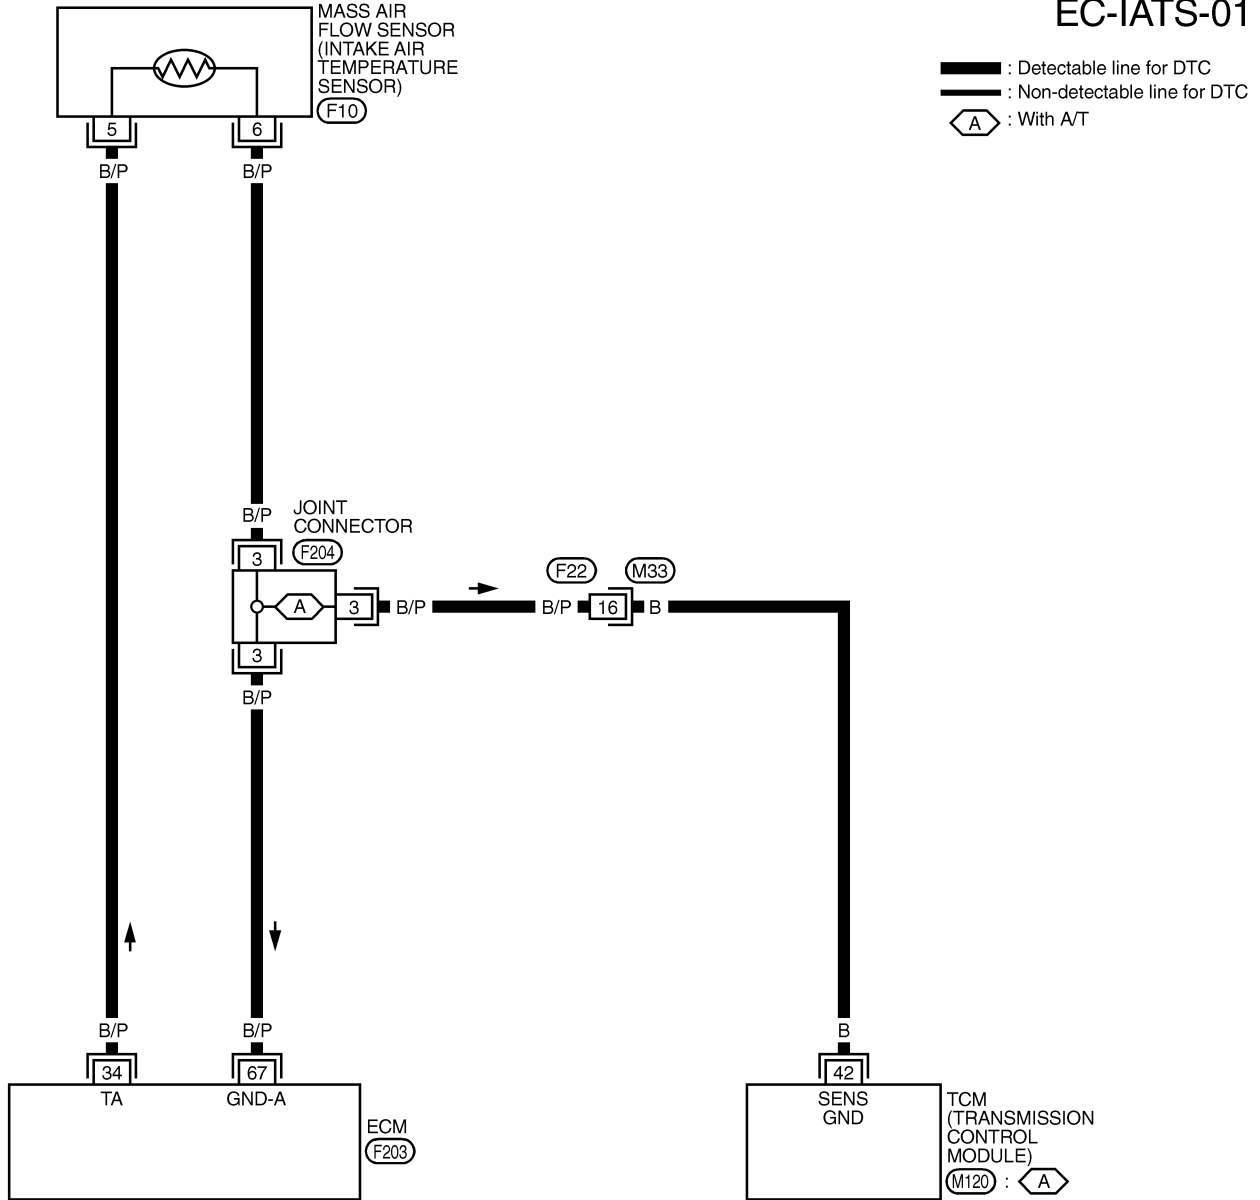 EC-IATS-01
MASS AIR
FLOW SENSOR
(INTAKE AIR
TEMPERATURE
SENSOR)
F10
: Detectable line for DTC
: Non-detectable line for DTC
A : With A/T
5 6
B/P B/P
B/P
JOINT
CONNECTOR
F204
3
A
3
B/P
F22 M33
B/P
16
B
3
B/P
B/P B/P B
34 67 42
TA GND-A
ECM
F203
SENS
GND
TCM
(TRANSMISSION
CONTROL
MODULE)
M120 : A